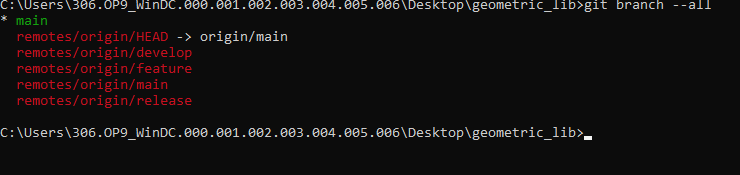 C:\Users\306.OP9_WinDC.000.001.002.003.004.005.006\Desktop\geometric_lib>git branch --all
* main
  remotes/origin/HEAD -> origin/main
  remotes/origin/develop
  remotes/origin/feature
  remotes/origin/main
  remotes/origin/release
C:\Users\306.OP9_WinDC.000.001.002.003.004.005.006\Desktop\geometric_lib>